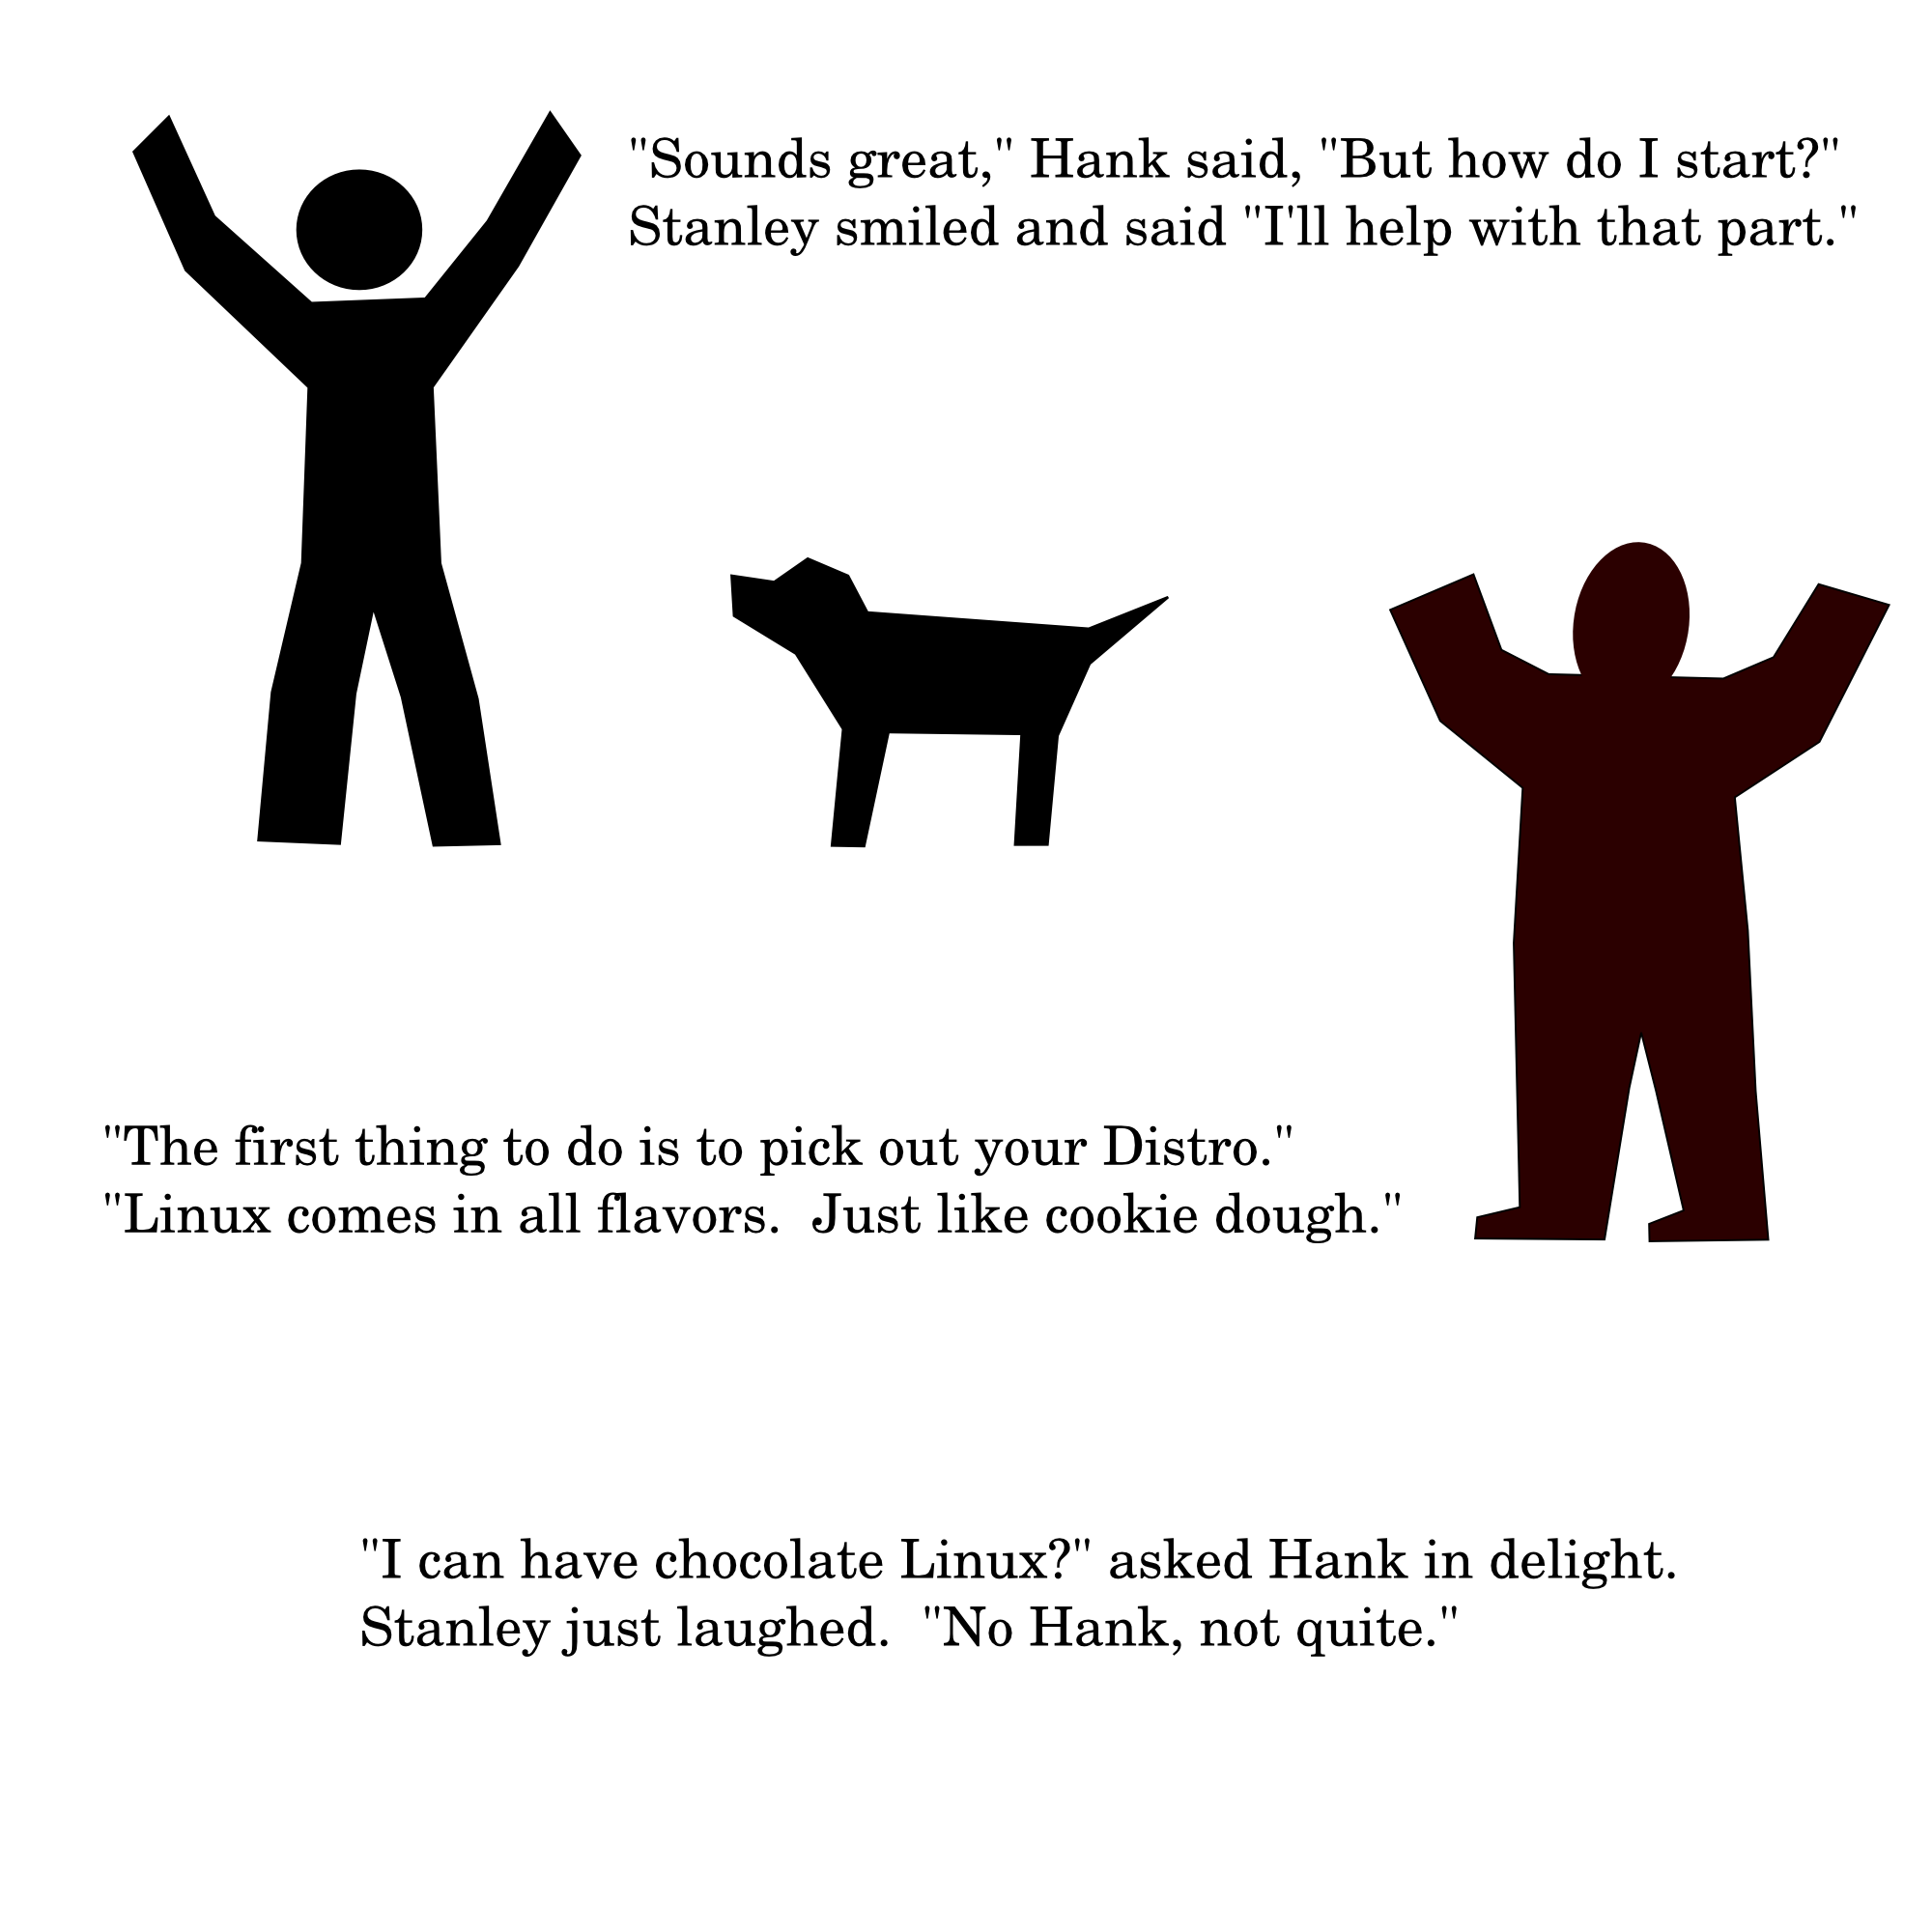 "Sounds great," Hank said, "But how do I start?"
Stanley smiled and said "I'll help with that part."
"The first thing to do is to pick out your Distro."
"Linux comes in all flavors.  Just like cookie dough."
"I can have chocolate Linux?" asked Hank in delight.
Stanley just laughed.  "No Hank, not quite."